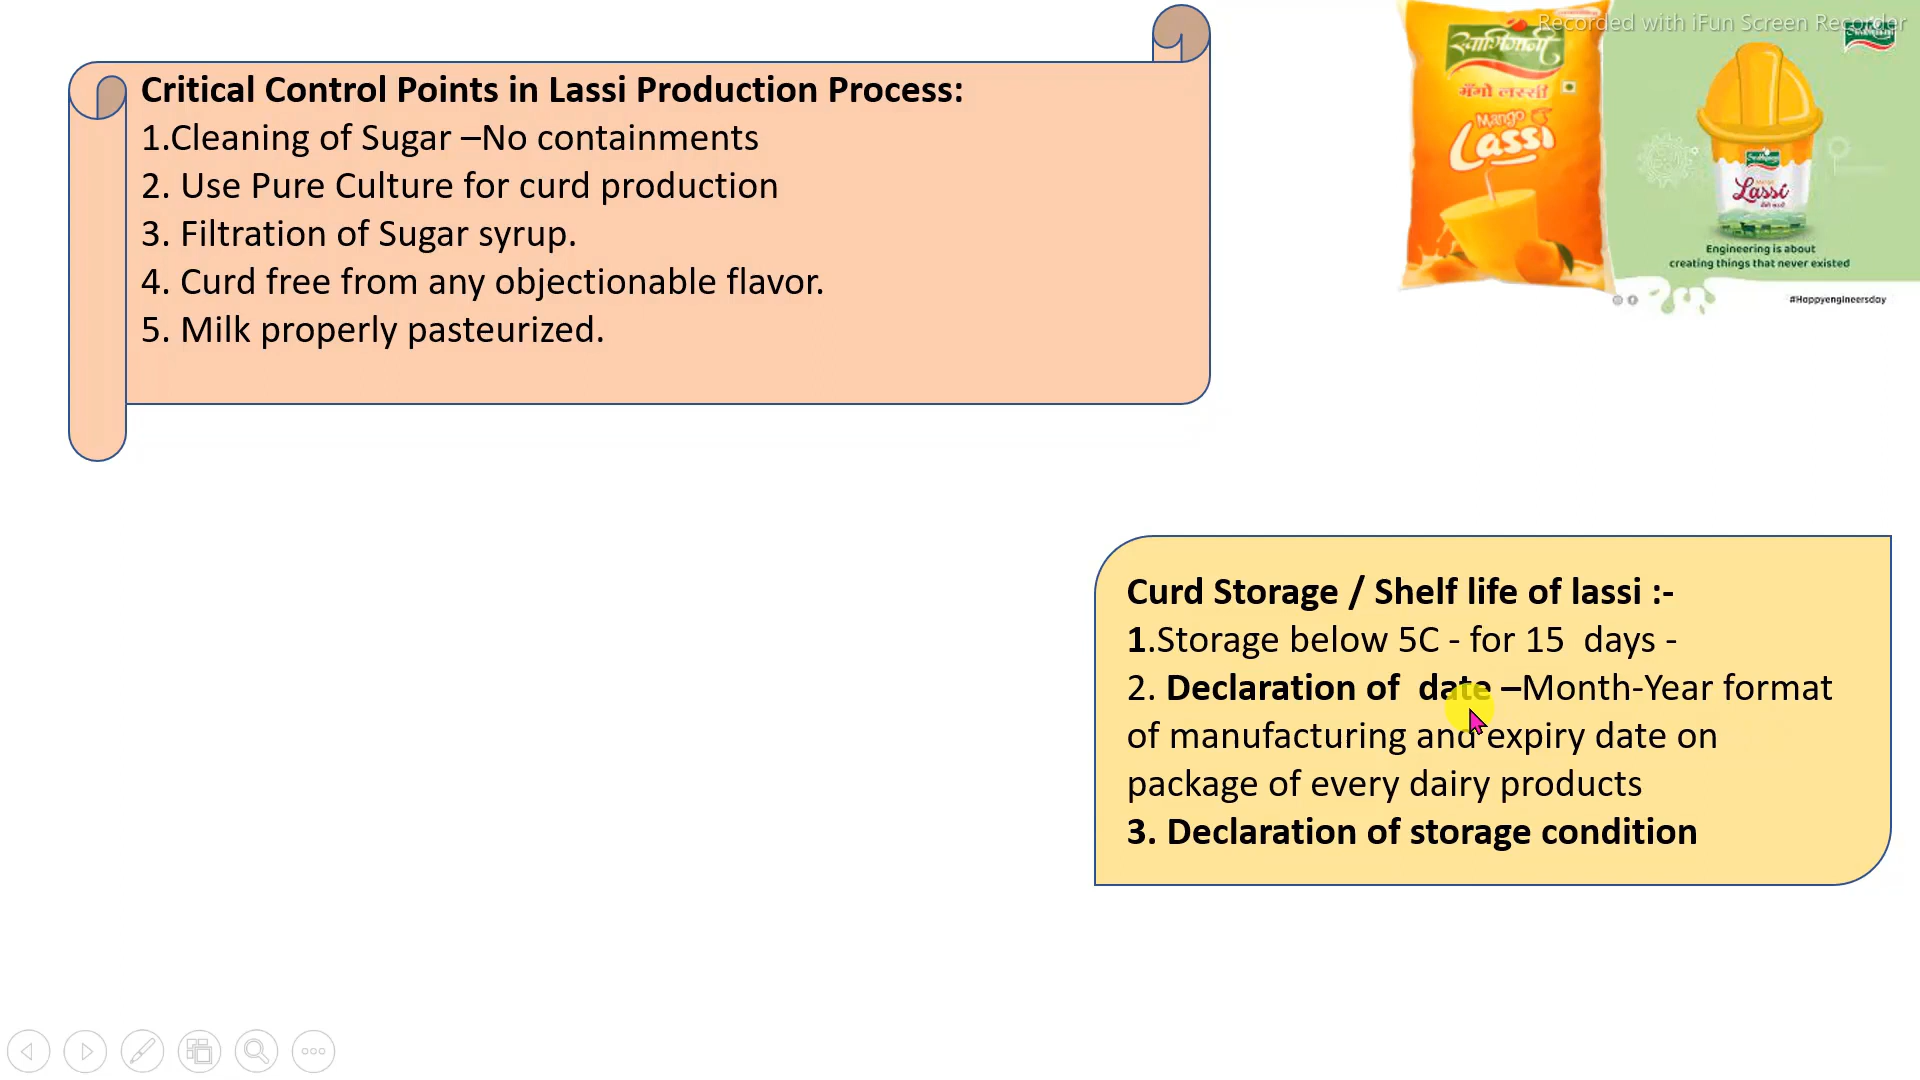 Recorded with iFun Screen Recorder
Critical Control Points in Lassi Production Process:
1.Cleaning of Sugar –No containments
2. Use Pure Culture for curd production
3. Filtration of Sugar syrup.
4. Curd free from any objectionable flavor.
5. Milk properly pasteurized.
मँगो लस्सी
Mango
Lassi
Lassi
Engineering is about
creating things that never existed
#Happyengineersday
Curd Storage / Shelf life of lassi :-
1.Storage below 5C - for 15 days -
2. Declaration of date –Month-Year format
of manufacturing and expiry date on
package of every dairy products
3. Declaration of storage condition